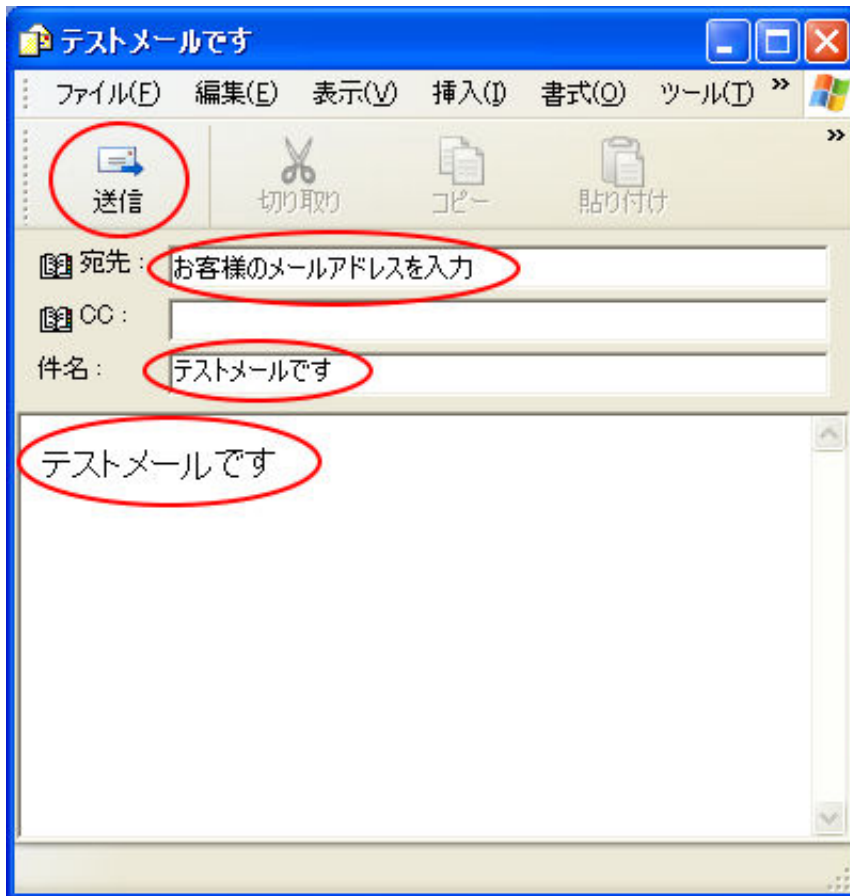 テストメールです
ファイル(F) 編集(E) 表示(V) 挿入(I) 書式(O) ツール(T) »
»
送信 切り取り コピー 貼り付け
宛先: お客様のメールアドレスを入力
CC:
件名: テストメールです
テストメールです